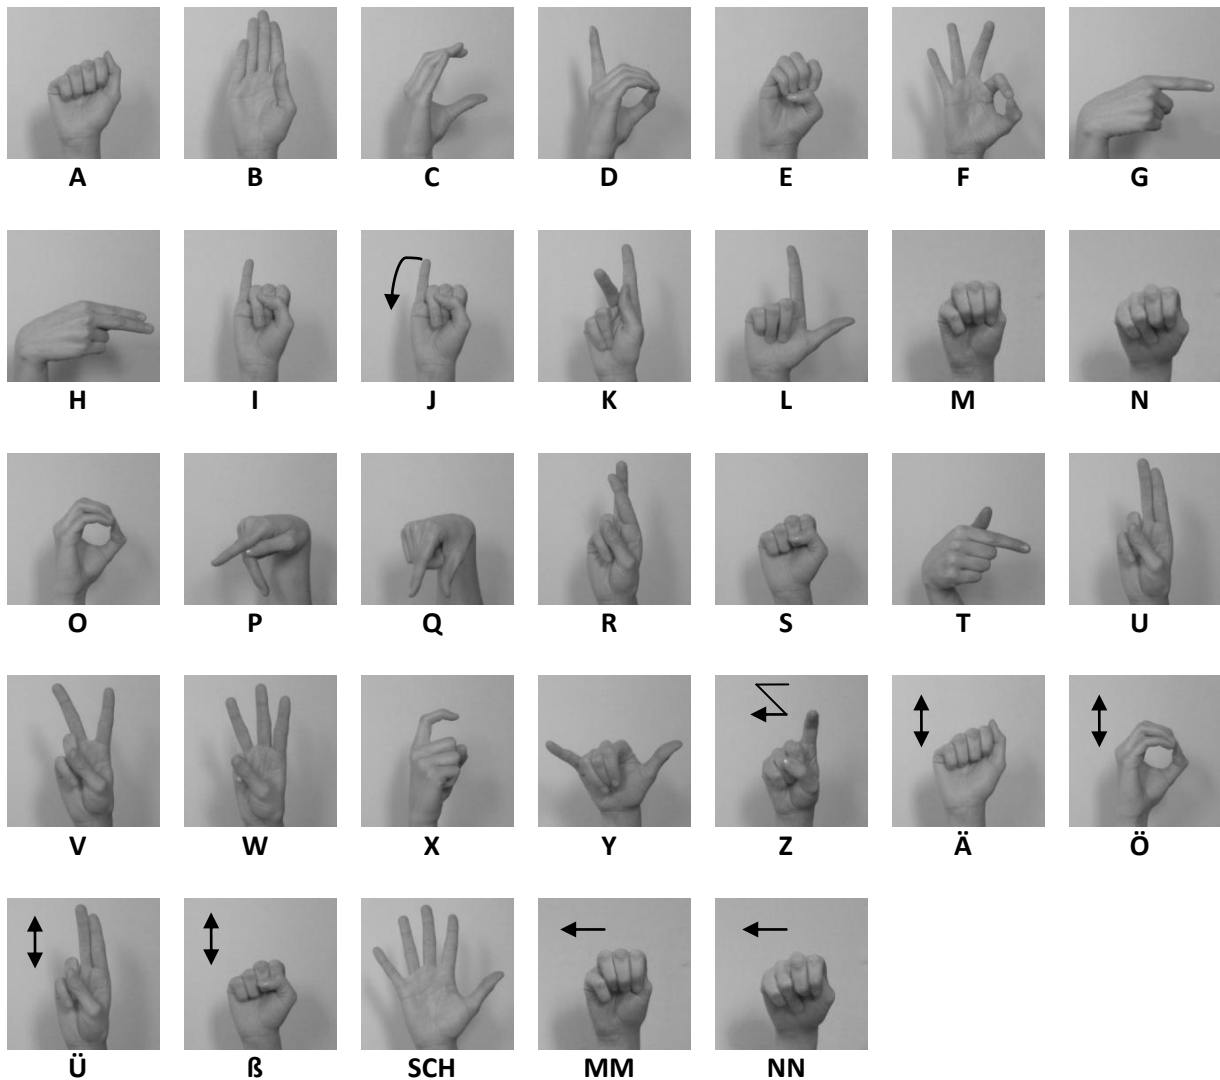 A B C D E F G
H I J K L M N
O P Q R S T U
V W X Y Z Ä Ö
Ü ß SCH MM NN